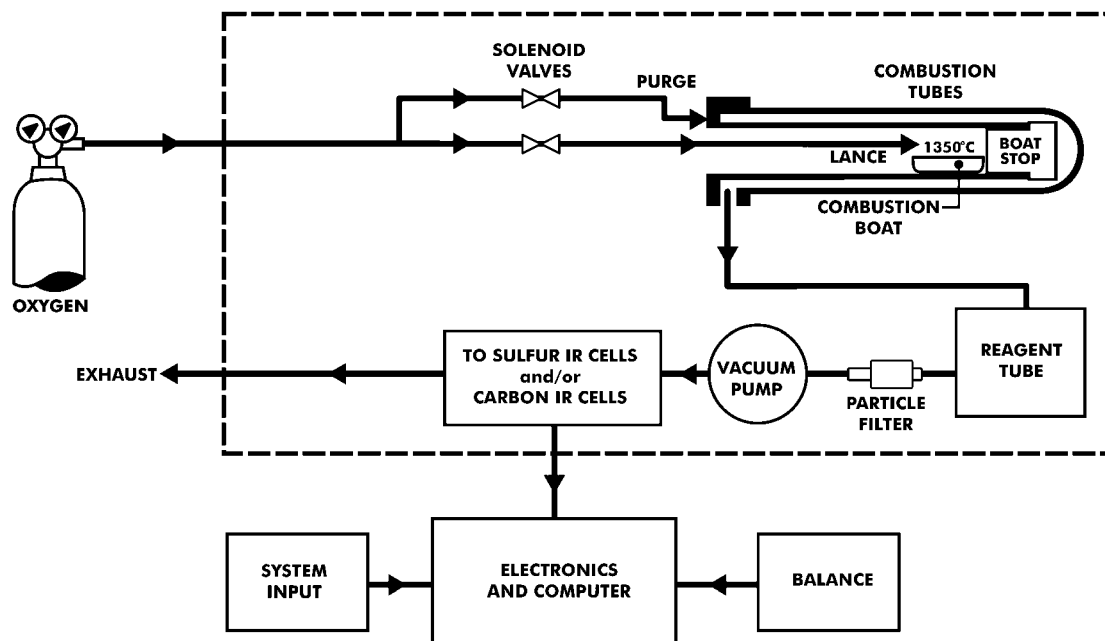 SOLENOID
VALVES
PURGE
COMBUSTION
TUBES
LANCE
1350°C
BOAT
STOP
COMBUSTION
BOAT
OXYGEN
EXHAUST
TO SULFUR IR CELLS
and/or
CARBON IR CELLS
VACUUM
PUMP
PARTICLE
FILTER
REAGENT
TUBE
SYSTEM
INPUT
ELECTRONICS
AND COMPUTER
BALANCE